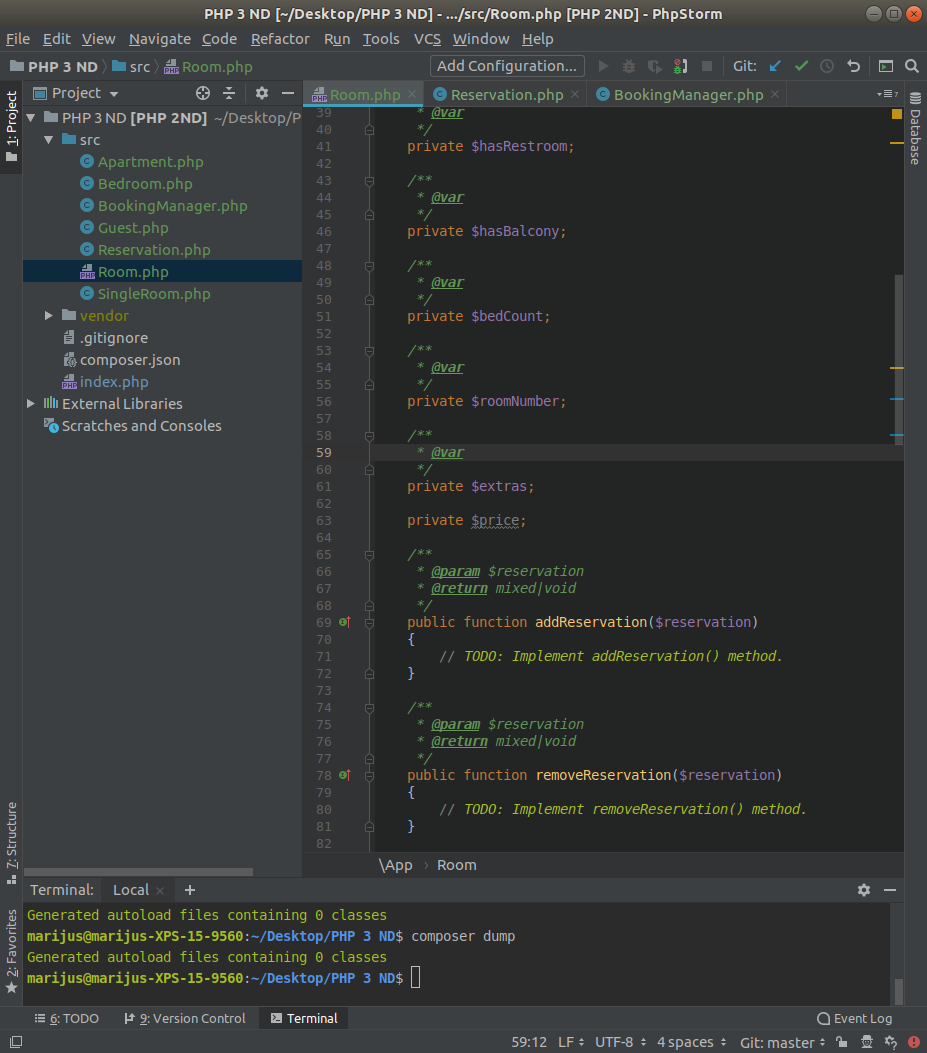 PHP 3 ND [~/Desktop/PHP 3 ND] - .../src/Room.php [PHP 2ND] - PhpStorm
File Edit View Navigate Code Refactor Run Tools VCS Window Help
PHP 3 ND src Room.php Add Configuration... Git:
1: Project
Project
PHP 3 ND [PHP 2ND] ~/Desktop/P
src
Apartment.php
Bedroom.php
BookingManager.php
Guest.php
Reservation.php
Room.php
SingleRoom.php
vendor
.gitignore
composer.json
index.php
External Libraries
Scratches and Consoles
7: Structure
2: Favorites
Room.php Reservation.php BookingManager.php
7
Database
39 * @var
40 */
41 private $hasRestroom;
42
43 /**
44 * @var
45 */
46 private $hasBalcony;
47
48 /**
49 * @var
50 */
51 private $bedCount;
52
53 /**
54 * @var
55 */
56 private $roomNumber;
57
58 /**
59 * @var
60 */
61 private $extras;
62
63 private $price;
64
65 /**
66 * @param $reservation
67 * @return mixed|void
68 */
69 public function addReservation($reservation)
70 {
71 // TODO: Implement addReservation() method.
72 }
73
74 /**
75 * @param $reservation
76 * @return mixed|void
77 */
78 public function removeReservation($reservation)
79 {
80 // TODO: Implement removeReservation() method.
81 }
82
\App › Room
Terminal: Local +
Generated autoload files containing 0 classes
marijus@marijus-XPS-15-9560:~/Desktop/PHP 3 ND$ composer dump
Generated autoload files containing 0 classes
marijus@marijus-XPS-15-9560:~/Desktop/PHP 3 ND$
6: TODO 9: Version Control Terminal Event Log
59:12 LF UTF-8 4 spaces Git: master